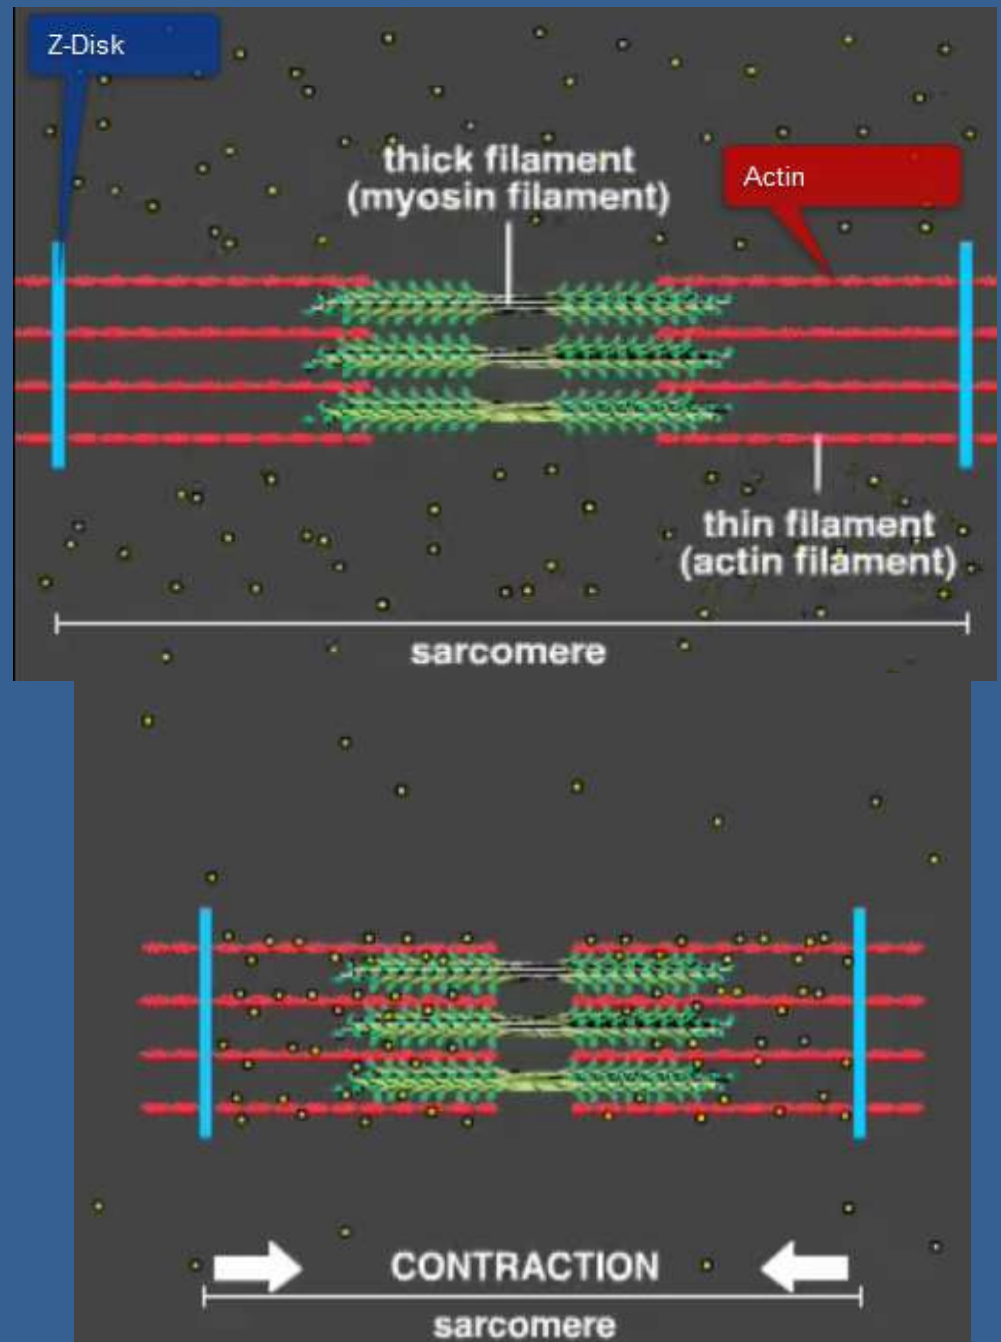 Z-Disk
thick filament
(myosin filament)
Actin
thin filament
(actin filament)
sarcomere
CONTRACTION
sarcomere